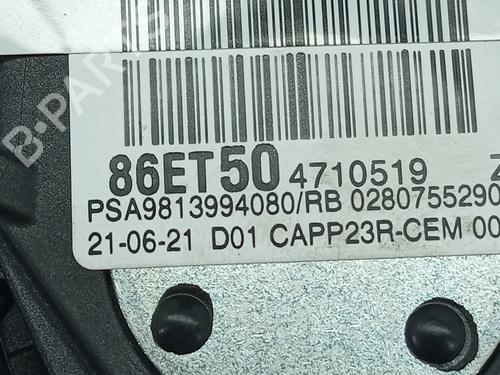 B-PARTS
86ET50 4710519
PSA9813994080/RB 0280755290
21-06-21 D01 CAPP23R-CEM 00